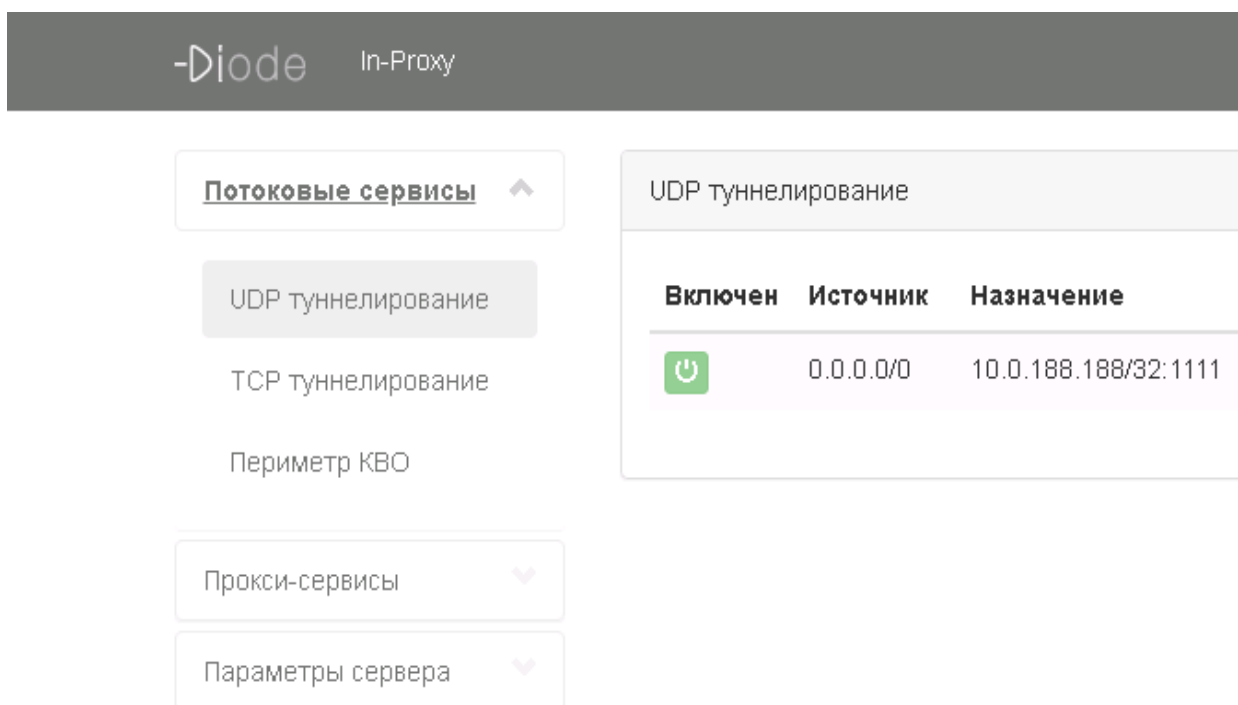 -Diode In-Proxy
Потоковые сервисы
UDP туннелирование
TCP туннелирование
Периметр КВО
Прокси-сервисы
Параметры сервера
UDP туннелирование
Включен Источник Назначение
0.0.0.0/0 10.0.188.188/32:1111